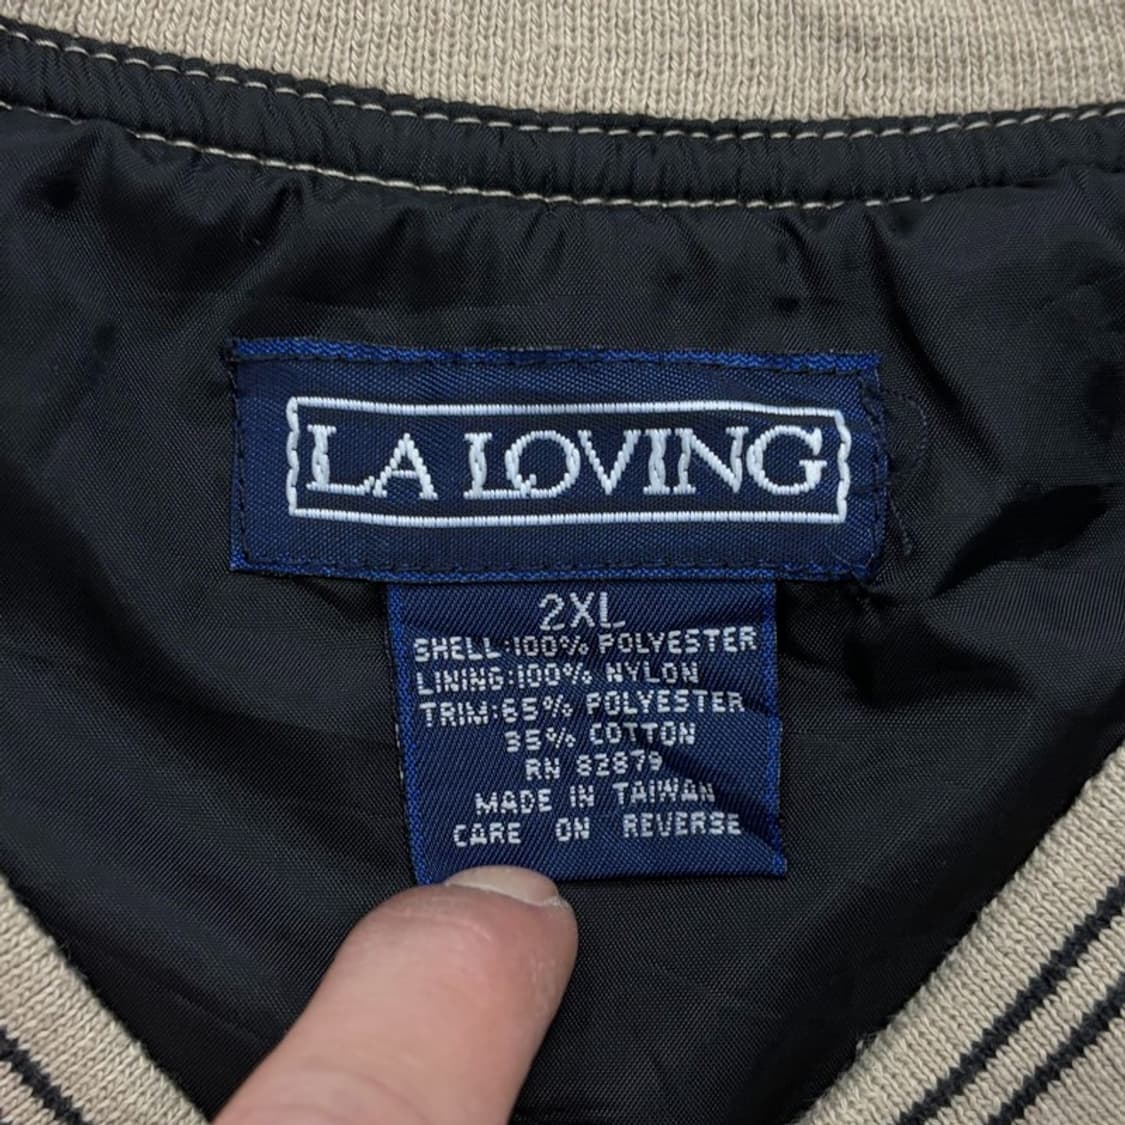 LA LOVING
2XL
SHELL:100% POLYESTER
LINING:100% NYLON
TRIM:65% POLYESTER
35% COTTON
RN 82879
MADE IN TAIWAN
CARE ON REVERSE